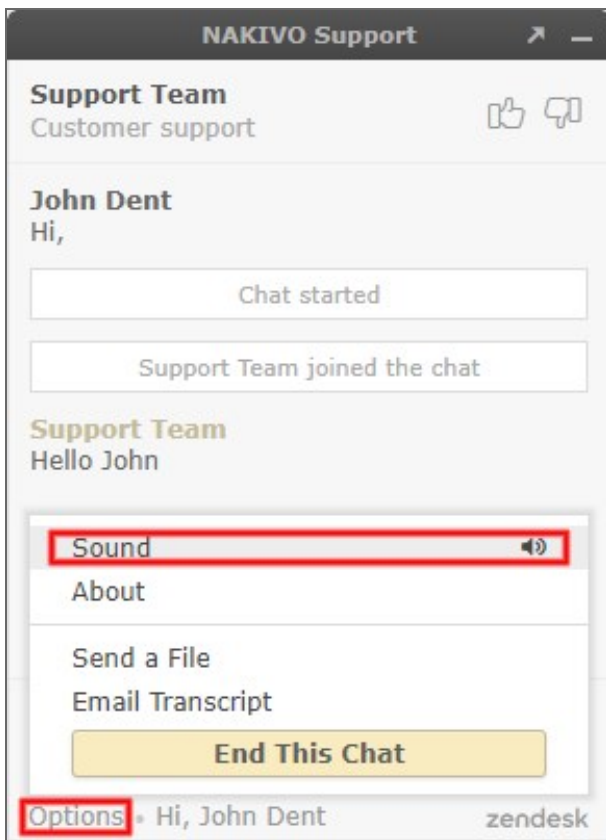 NAKIVO Support
Support Team
Customer support
John Dent
Hi,
Chat started
Support Team joined the chat
Support Team
Hello John
Sound
About
Send a File
Email Transcript
End This Chat
Options • Hi, John Dent zendesk